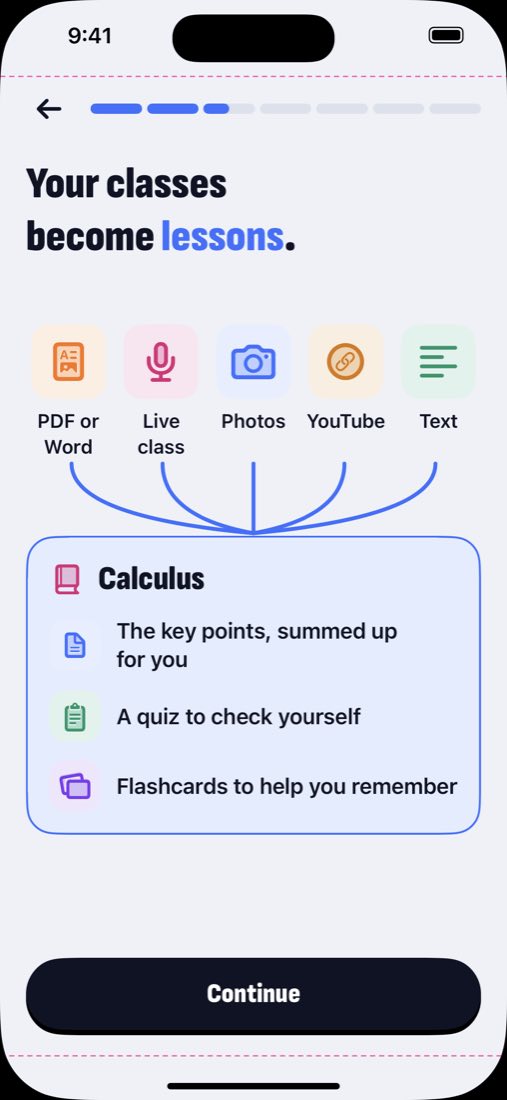 9:41
Your classes
become lessons.
PDF or
Word
Live
class
Photos
YouTube
Text
Calculus
The key points, summed up
for you
A quiz to check yourself
Flashcards to help you remember
Continue